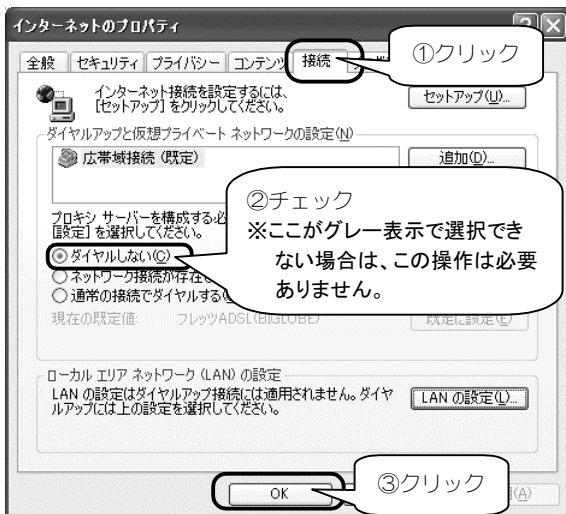 インターネットのプロパティ
①クリック
全般 セキュリティ プライバシー コンテンツ 接続
インターネット接続を設定するには、
[セットアップ] をクリックしてください。
セットアップ(U)...
ダイヤルアップと仮想プライベート ネットワークの設定(N)
広帯域接続 (既定)
追加(D)...
②チェック
※ここがグレー表示で選択でき
ない場合は、この操作は必要
ありません。
プロキシ サーバーを構成する必
[設定] を選択してください。
ダイヤルしない(C)
ネットワーク接続が存在し
通常の接続でダイヤルする(
現在の既定値: フレッツADSL(BIGLOBE) 既定に設定(E)
ローカル エリア ネットワーク (LAN) の設定
LAN の設定はダイヤルアップ接続には適用されません。ダイヤ
ルアップには上の設定を選択してください。
LAN の設定(L)...
OK
③クリック
(A)